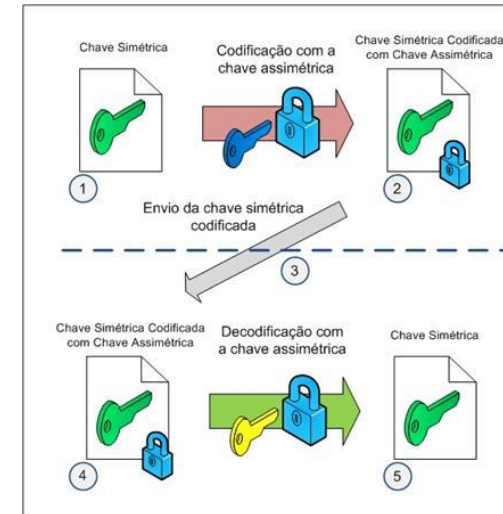 Chave Simétrica
Codificação com a
chave assimétrica
Chave Simétrica Codificada
com Chave Assimétrica
1
2
Envio da chave simétrica
codificada
3
Chave Simétrica Codificada
com Chave Assimétrica
Decodificação com
a chave assimétrica
Chave Simétrica
4
5